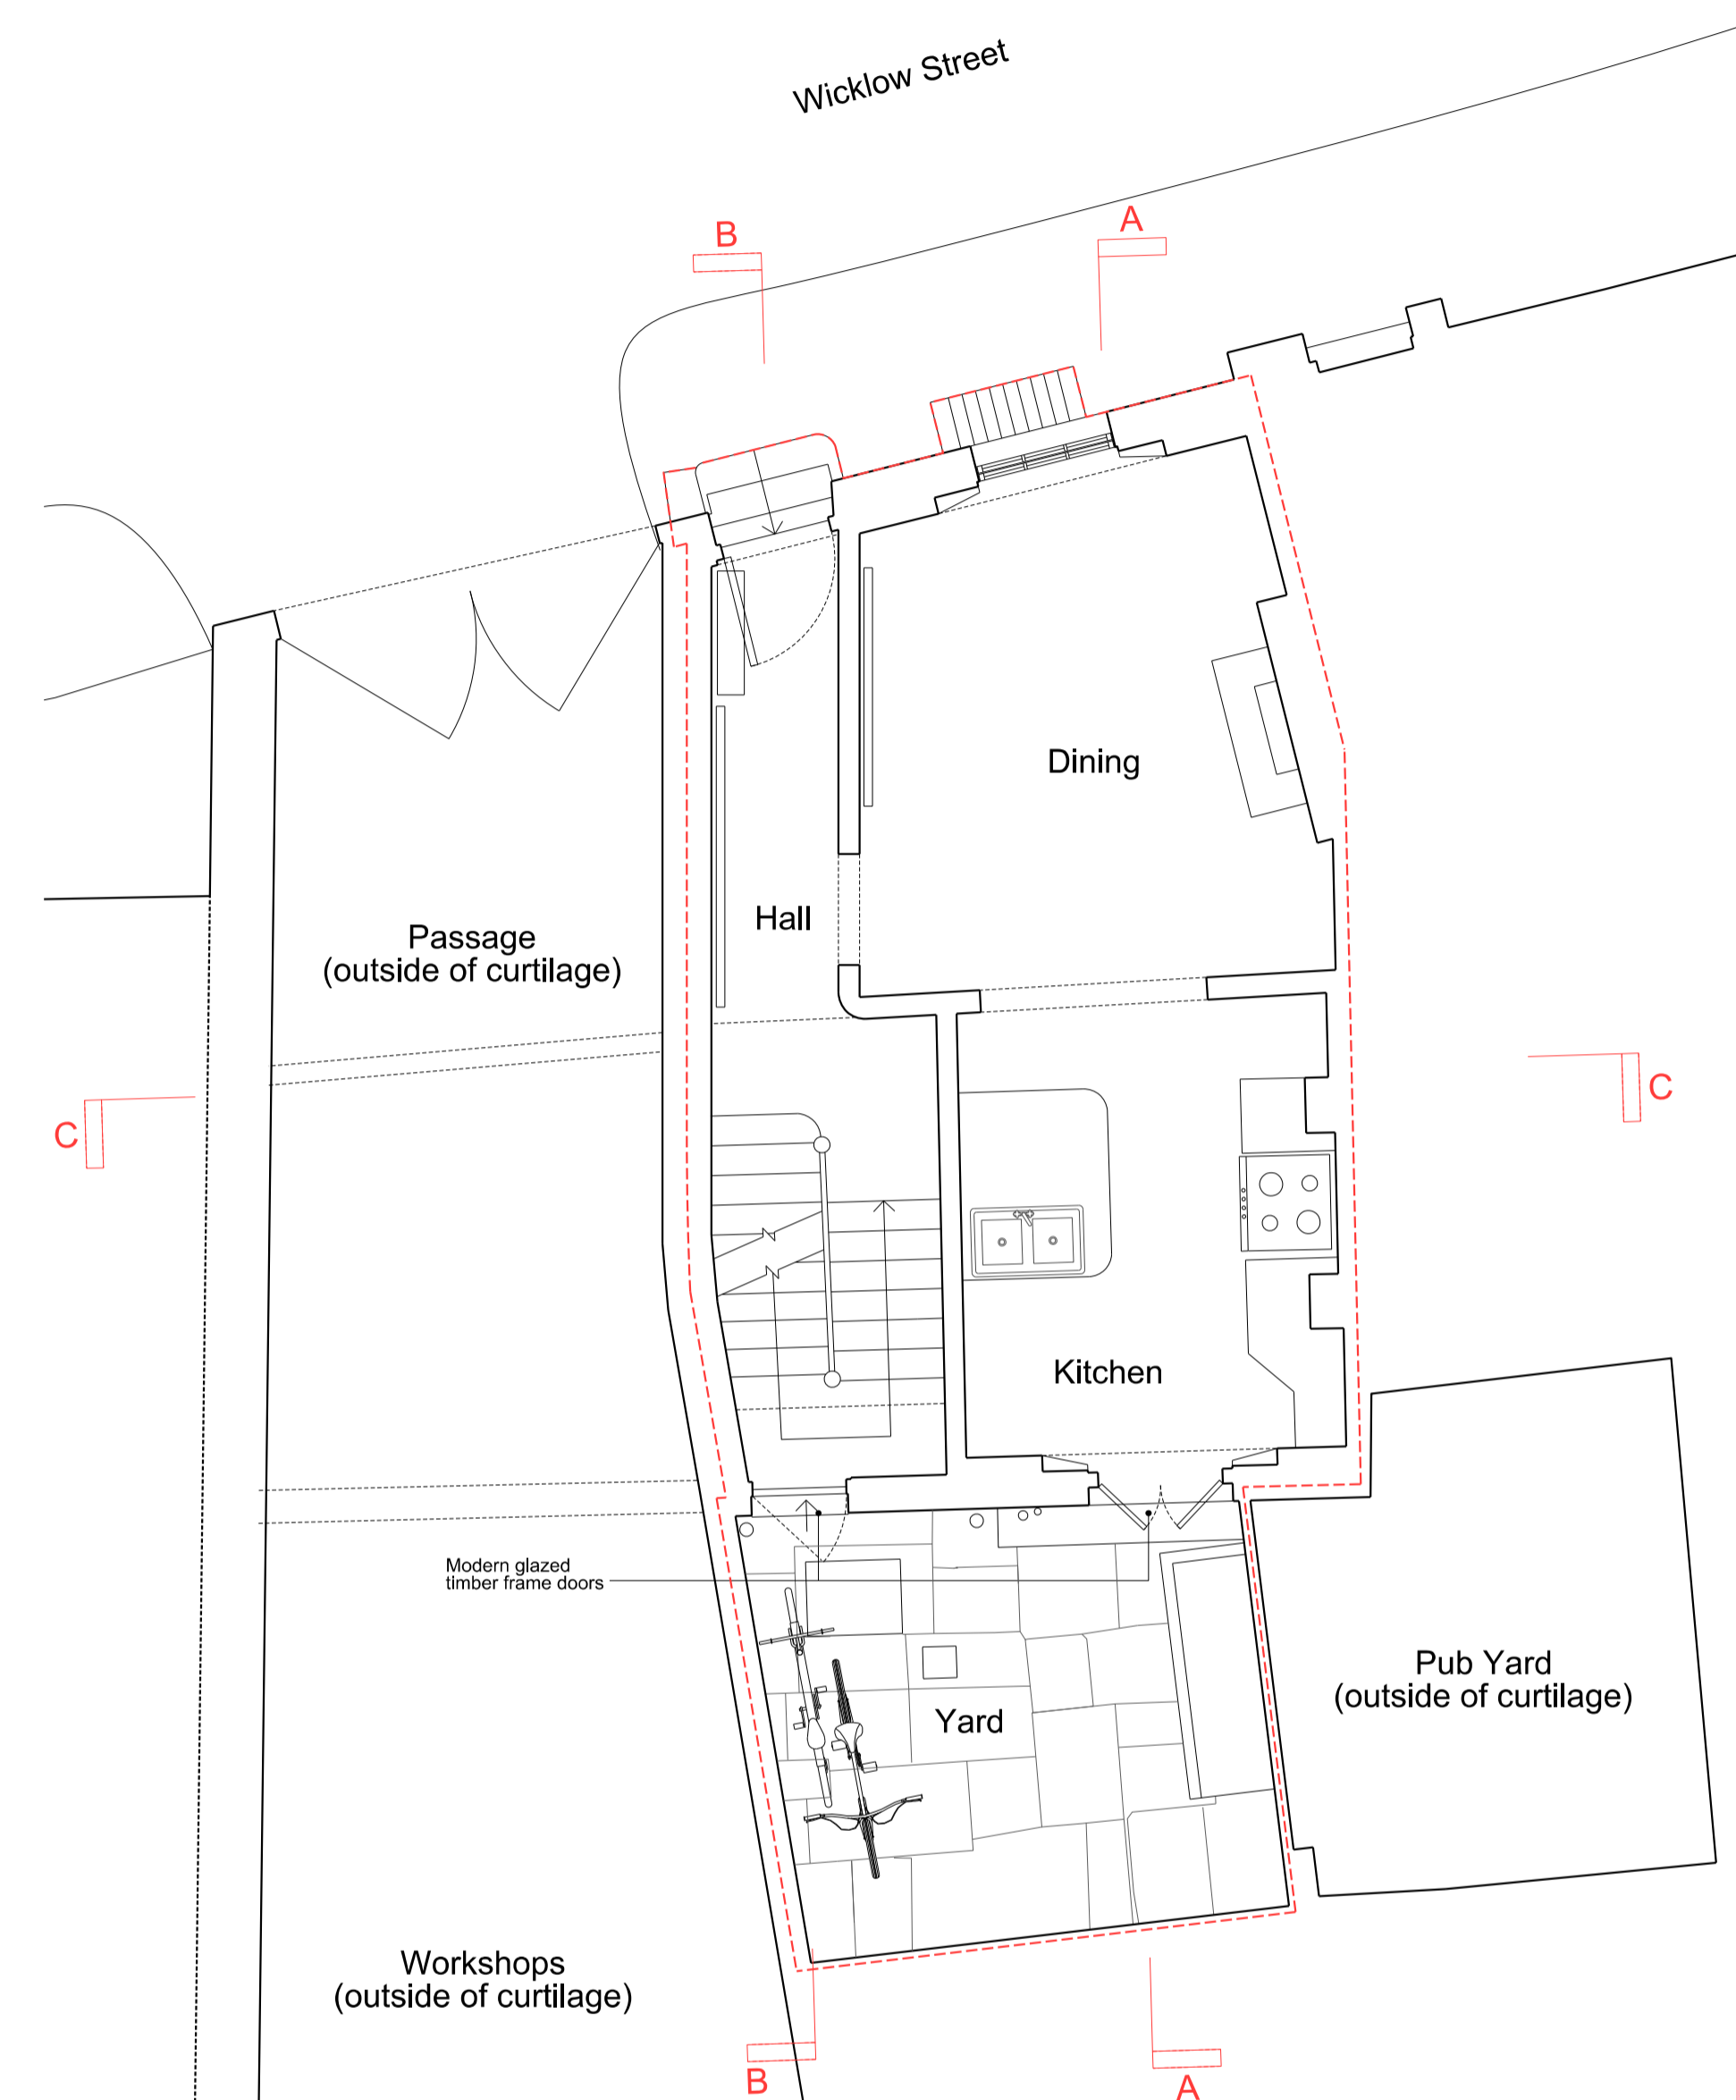 Wicklow Street
B
A
Dining
Hall
Passage
(outside of curtilage)
C
C
Kitchen
Modern glazed
timber frame doors
Pub Yard
(outside of curtilage)
Yard
Workshops
(outside of curtilage)
B
A